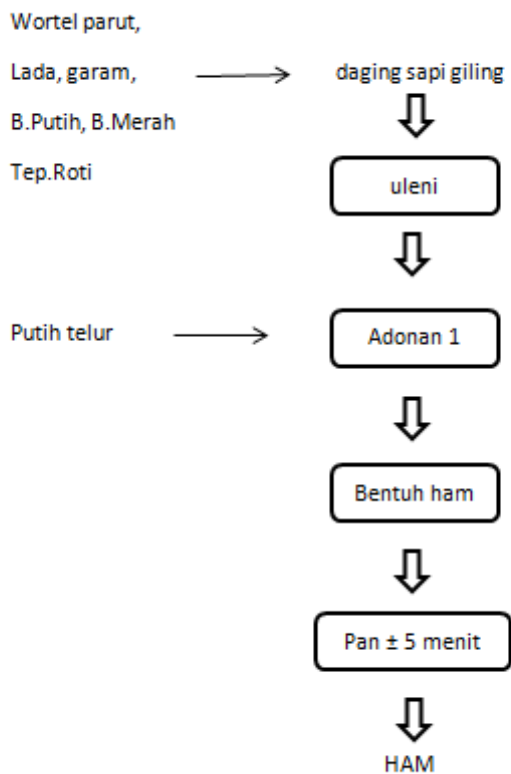 Wortel parut,
Lada, garam,
daging sapi giling
B.Putih, B.Merah
Tep.Roti
uleni
Putih telur
Adonan 1
Bentuh ham
Pan ± 5 menit
HAM